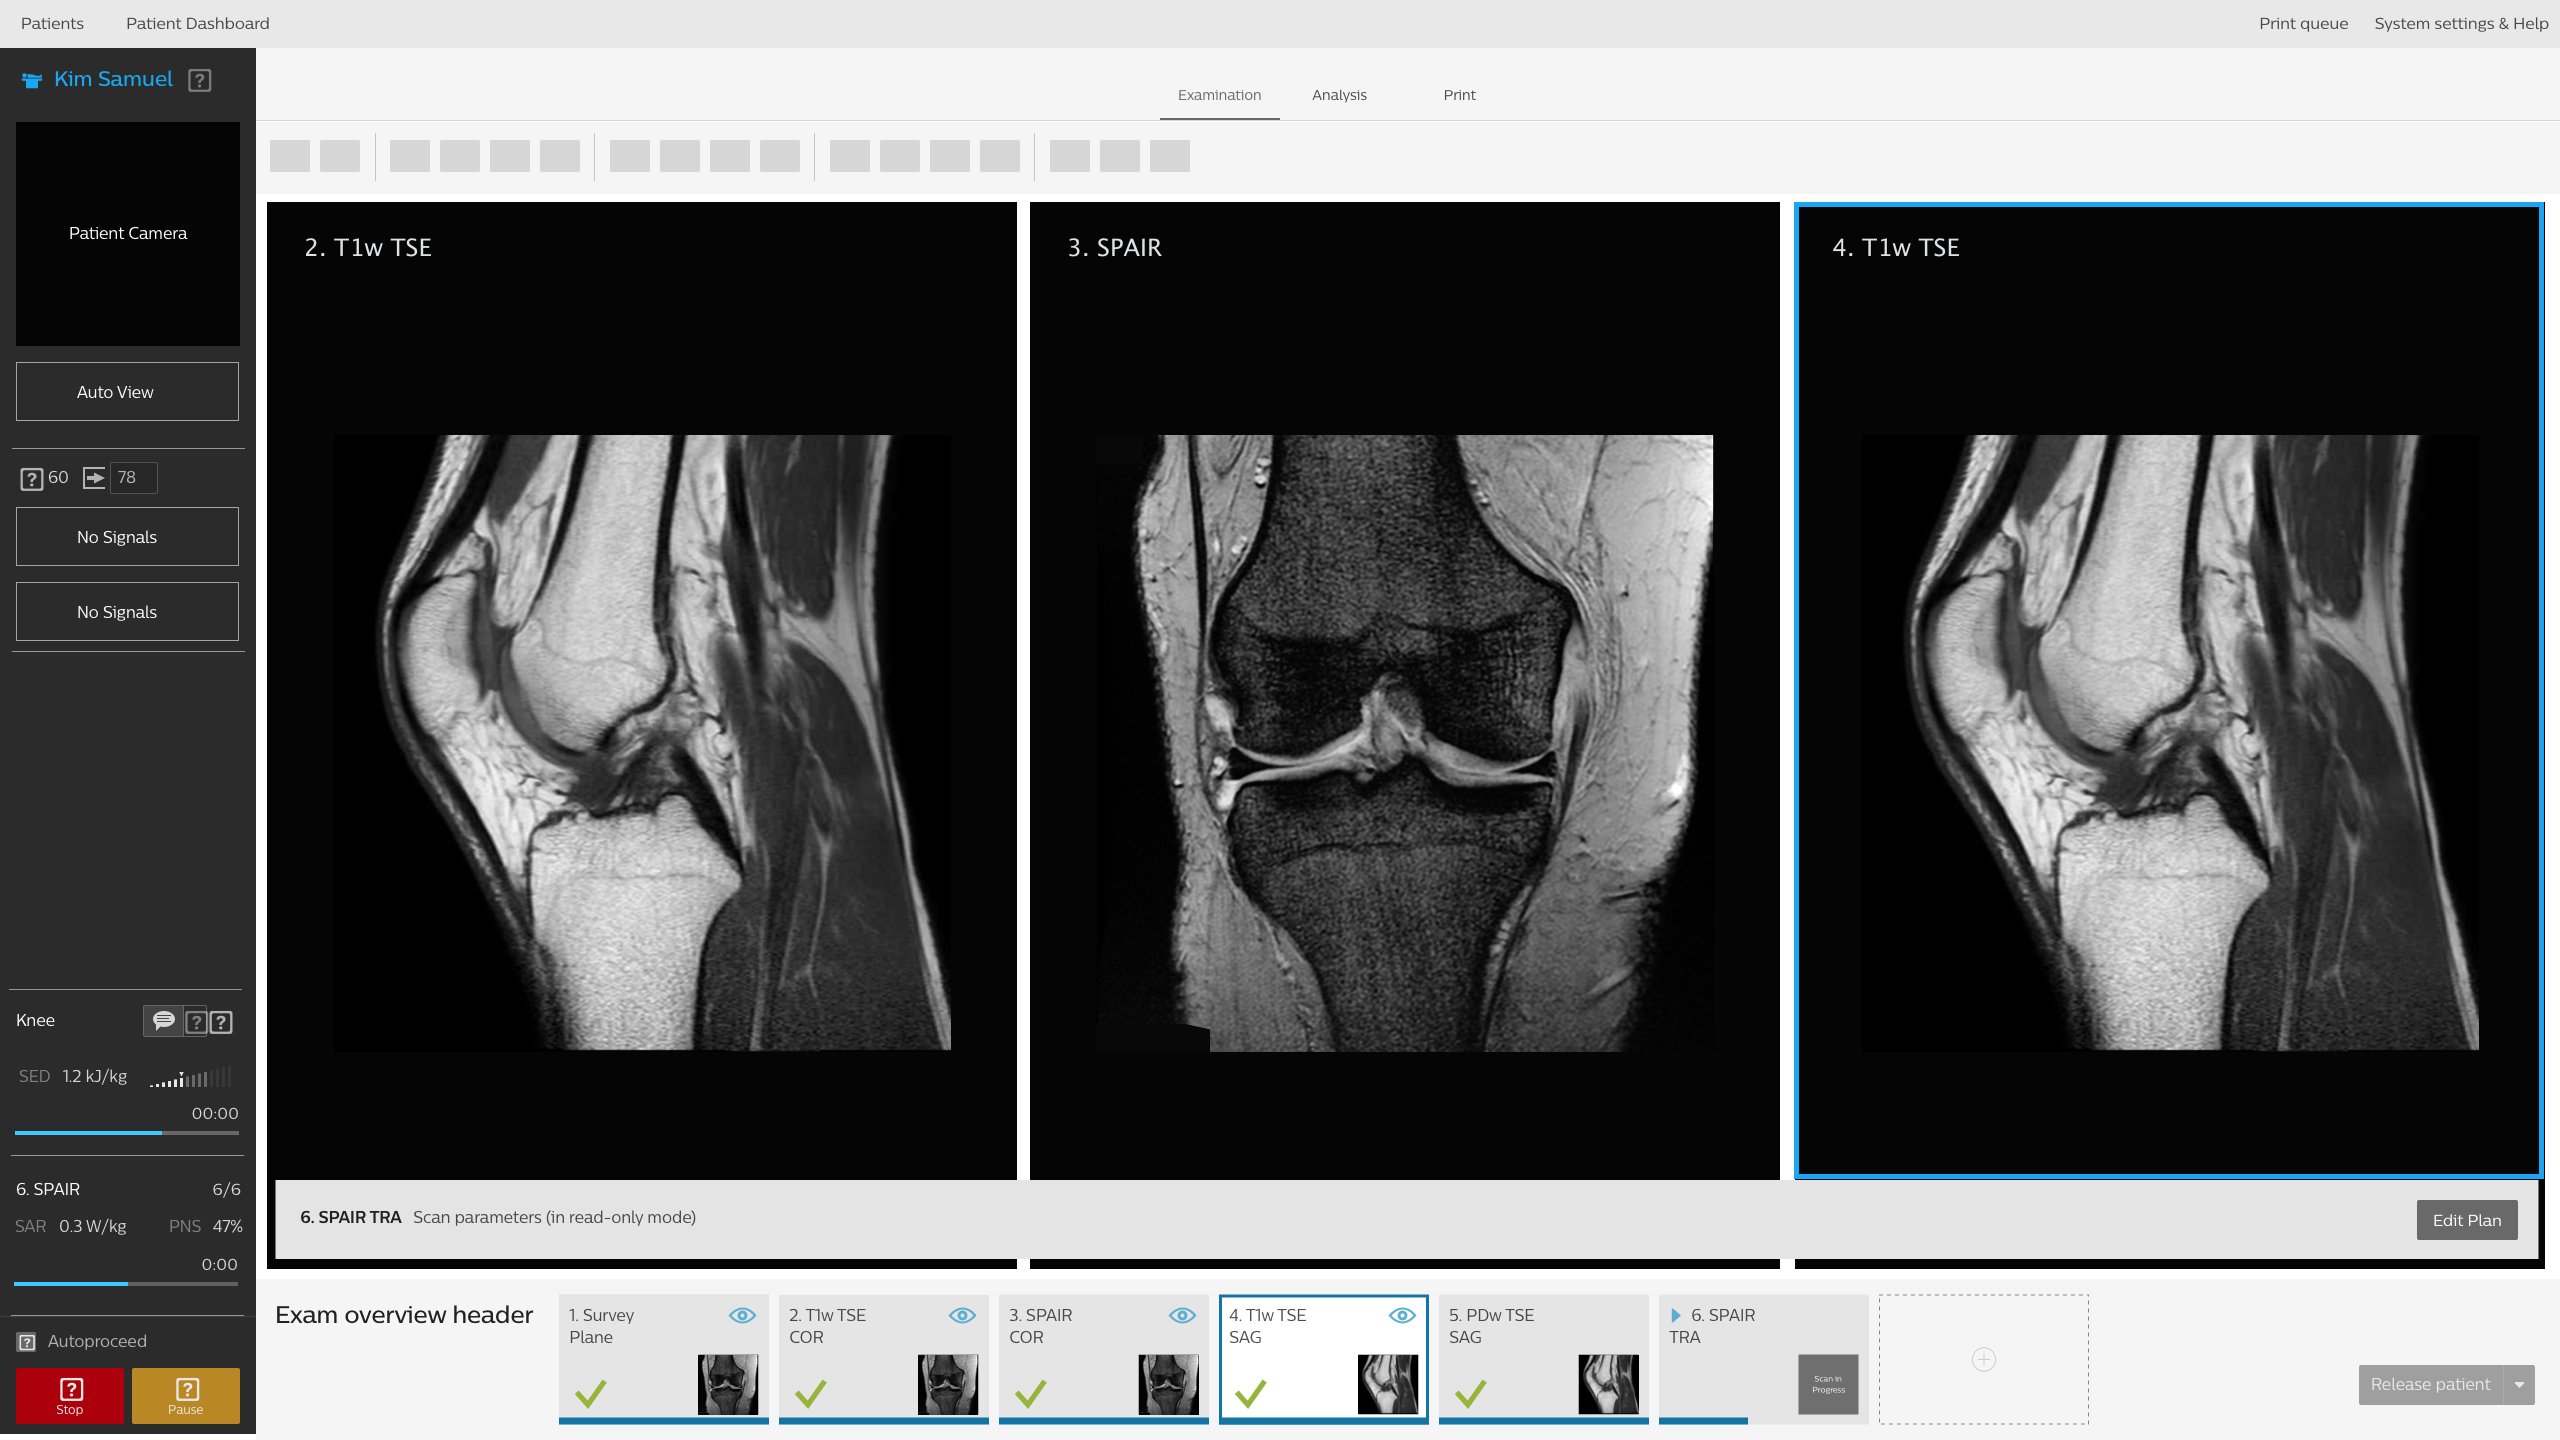 Patients Patient Dashboard Print queue System settings & Help
Kim Samuel ?
Examination Analysis Print
Patient Camera
Auto View
? 60 78
No Signals
No Signals
2. T1w TSE
3. SPAIR
4. T1w TSE
Knee ? ?
SED 1.2 kJ/kg
00:00
6. SPAIR 6/6
SAR 0.3 W/kg PNS 47%
0:00
? Autoproceed
? Stop
? Pause
6. SPAIR TRA Scan parameters (in read-only mode) Edit Plan
Exam overview header
1. Survey
Plane
2. T1w TSE
COR
3. SPAIR
COR
4. T1w TSE
SAG
5. PDw TSE
SAG
6. SPAIR
TRA
Scan In
Progress
Release patient